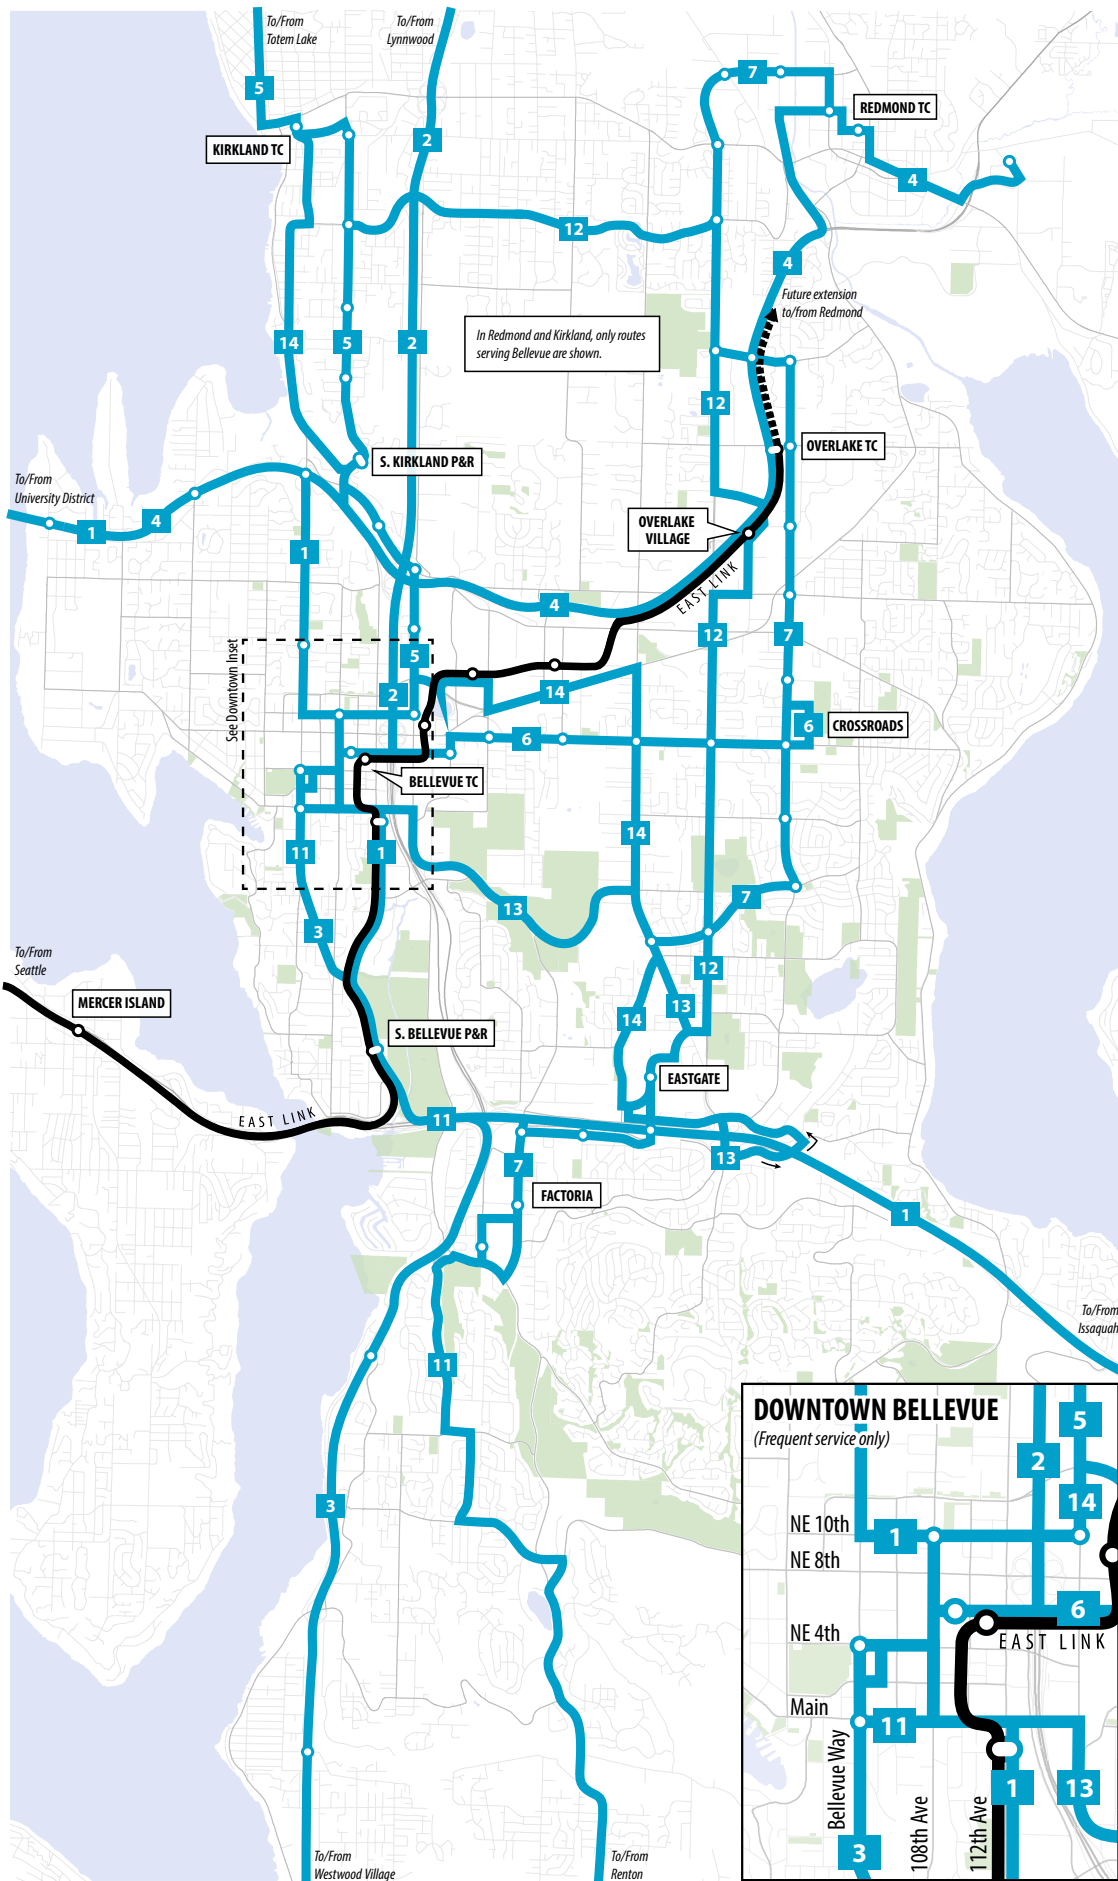 To/From
Totem Lake
To/From
Lynnwood
5
7
REDMOND TC
KIRKLAND TC
2
4
12
4
Future extension
to/from Redmond
In Redmond and Kirkland, only routes
serving Bellevue are shown.
14
5
2
12
S. KIRKLAND P&R
OVERLAKE TC
To/From
University District
1
4
OVERLAKE
VILLAGE
1
EAST LINK
4
12
7
See Downtown Inset
5
2
14
6
6
CROSSROADS
BELLEVUE TC
14
11
1
7
13
3
To/From
Seattle
12
MERCER ISLAND
13
14
S. BELLEVUE P&R
EASTGATE
EAST LINK
11
13
7
FACTORIA
1
To/From
Issaquah
11
3
To/From
Westwood Village
To/From
Renton
DOWNTOWN BELLEVUE
(Frequent service only)
5
2
14
NE 10th
1
NE 8th
6
NE 4th
EAST LINK
Main
11
Bellevue Way
108th Ave
112th Ave
1
13
3